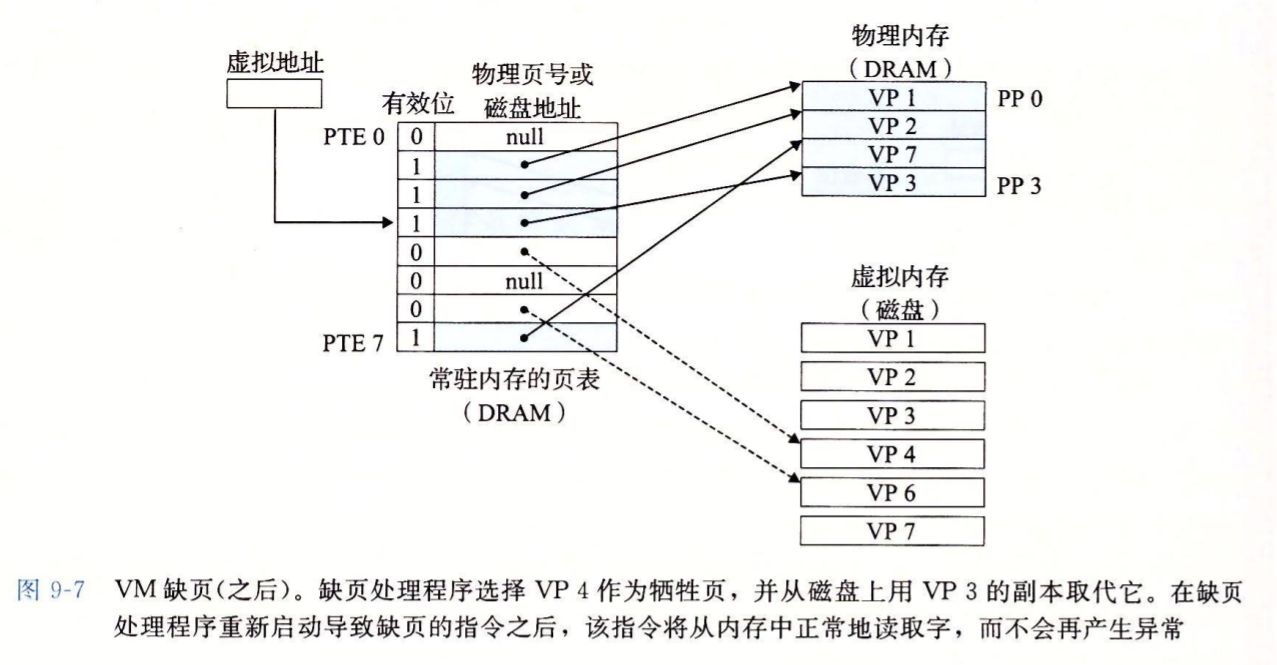 虚拟地址
物理页号或
有效位 磁盘地址
PTE 0 0 null
1
1
1
0
0 null
0
PTE 7 1
常驻内存的页表
（DRAM）
物理内存
（DRAM）
VP 1 PP 0
VP 2
VP 7
VP 3 PP 3
虚拟内存
（磁盘）
VP 1
VP 2
VP 3
VP 4
VP 6
VP 7
图 9-7 VM 缺页(之后)。缺页处理程序选择 VP 4 作为牺牲页，并从磁盘上用 VP 3 的副本取代它。在缺页
处理程序重新启动导致缺页的指令之后，该指令将从内存中正常地读取字，而不会再产生异常